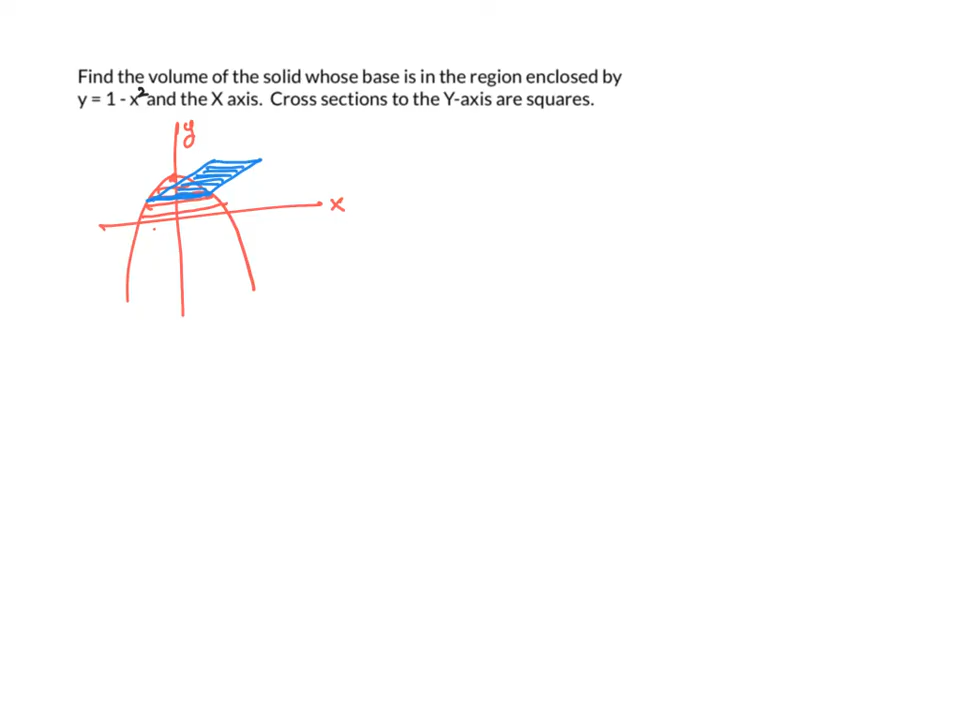 Find the volume of the solid whose base is in the region enclosed by
y = 1 - x² and the X axis. Cross sections to the Y-axis are squares.
y
x